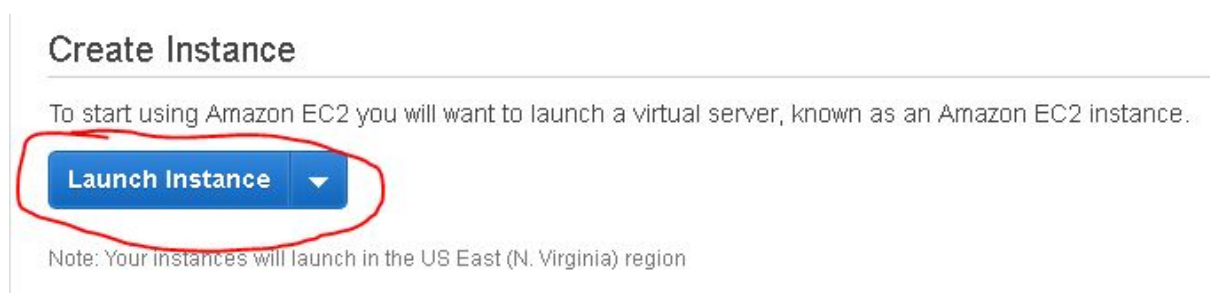 Create Instance
To start using Amazon EC2 you will want to launch a virtual server, known as an Amazon EC2 instance.
Launch Instance
Note: Your instances will launch in the US East (N. Virginia) region